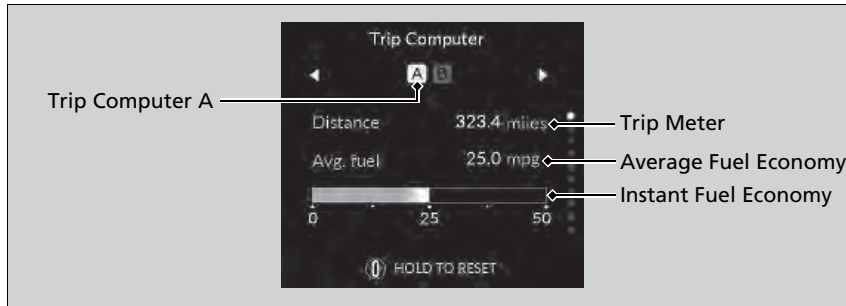 Trip Computer
A B
Trip Computer A
Distance 323.4 miles Trip Meter
Avg. fuel 25.0 mpg Average Fuel Economy
Instant Fuel Economy
0 25 50
HOLD TO RESET